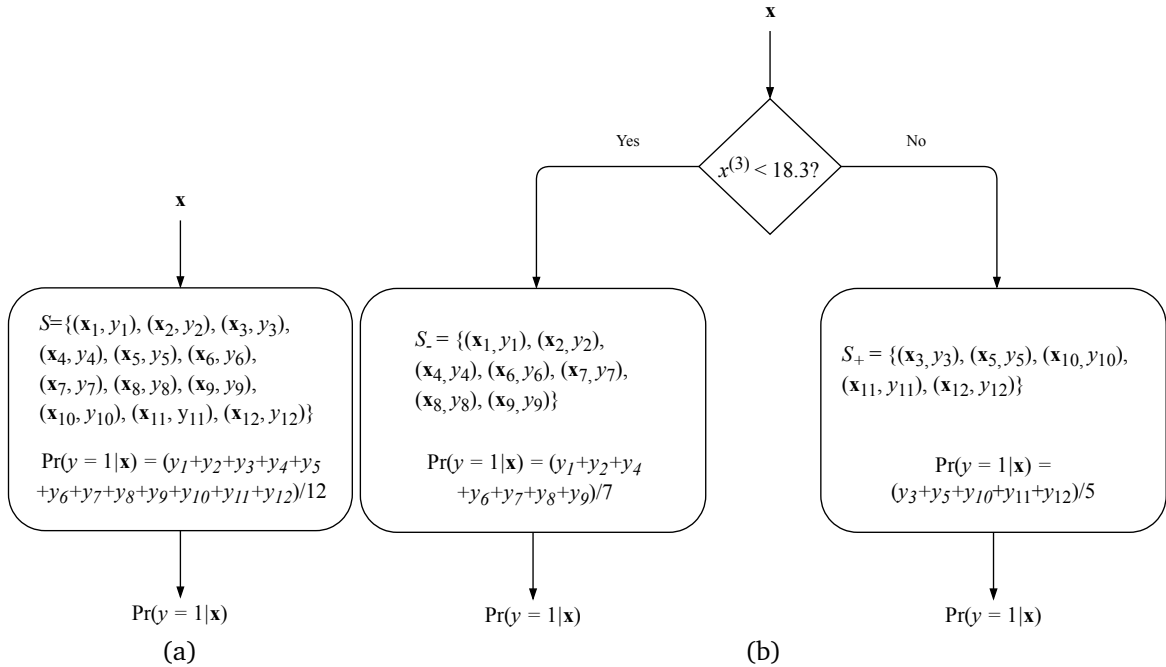 x
S={(x₁, y₁), (x₂, y₂), (x₃, y₃),
(x₄, y₄), (x₅, y₅), (x₆, y₆),
(x₇, y₇), (x₈, y₈), (x₉, y₉),
(x₁₀, y₁₀), (x₁₁, y₁₁), (x₁₂, y₁₂)}
Pr(y = 1|x) = (y₁+y₂+y₃+y₄+y₅
+y₆+y₇+y₈+y₉+y₁₀+y₁₁+y₁₂)/12
Pr(y = 1|x)
(a)
x
x⁽³⁾ < 18.3?
Yes
No
S₋ = {(x₁, y₁), (x₂, y₂),
(x₄, y₄), (x₆, y₆), (x₇, y₇),
(x₈, y₈), (x₉, y₉)}
Pr(y = 1|x) = (y₁+y₂+y₄
+y₆+y₇+y₈+y₉)/7
Pr(y = 1|x)
S₊ = {(x₃, y₃), (x₅, y₅), (x₁₀, y₁₀),
(x₁₁, y₁₁), (x₁₂, y₁₂)}
Pr(y = 1|x) =
(y₃+y₅+y₁₀+y₁₁+y₁₂)/5
Pr(y = 1|x)
(b)